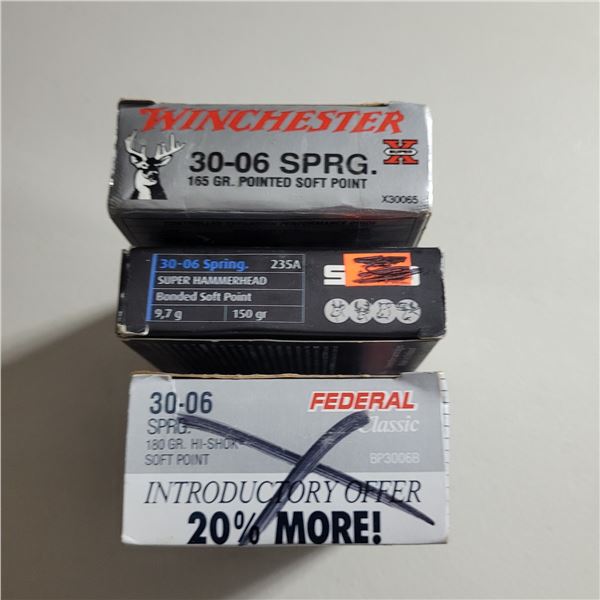 WINCHESTER
30-06 SPRG.
SUPER X
165 GR. POINTED SOFT POINT
X30065
30-06 Spring. 235A
SUPER HAMMERHEAD
Bonded Soft Point
9,7 g 150 gr
30-06
SPRG.
180 GR. HI-SHOK
SOFT POINT
FEDERAL
Classic
BP3006B
INTRODUCTORY OFFER
20% MORE!